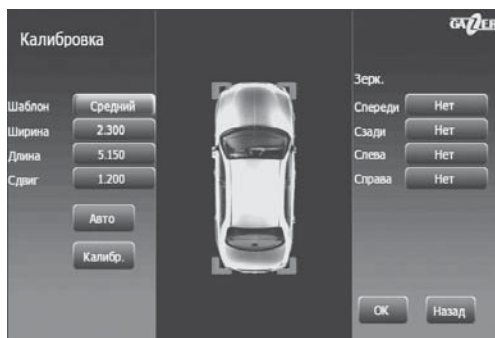 GAZER
Калибровка
Шаблон Средний
Ширина 2.300
Длина 5.150
Сдвиг 1.200
Авто
Калибр.
Зерк.
Спереди Нет
Сзади Нет
Слева Нет
Справа Нет
OK Назад